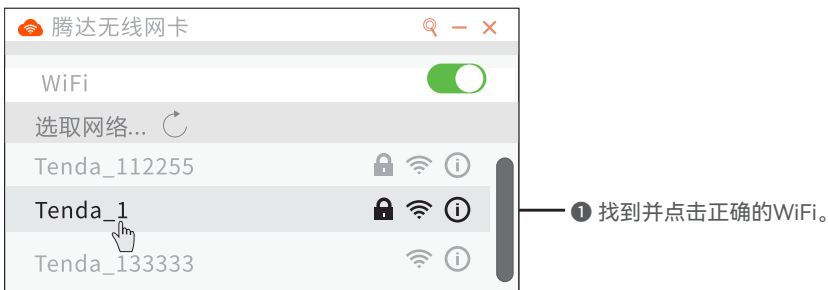 腾达无线网卡
WiFi
选取网络...
Tenda_112255
Tenda_1
Tenda_133333
❶ 找到并点击正确的WiFi。